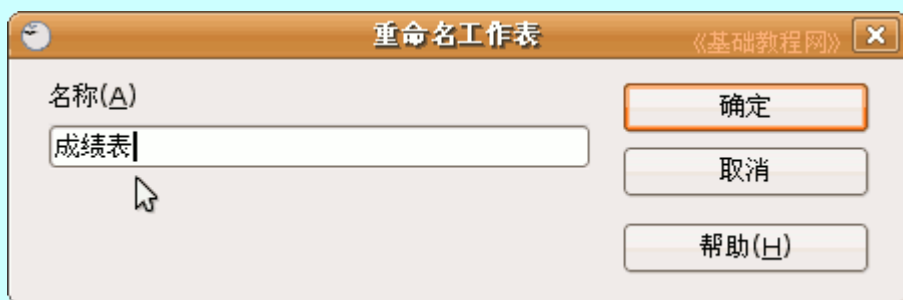 重命名工作表
《基础教程网》
名称(A)
成绩表
确定
取消
帮助(H)